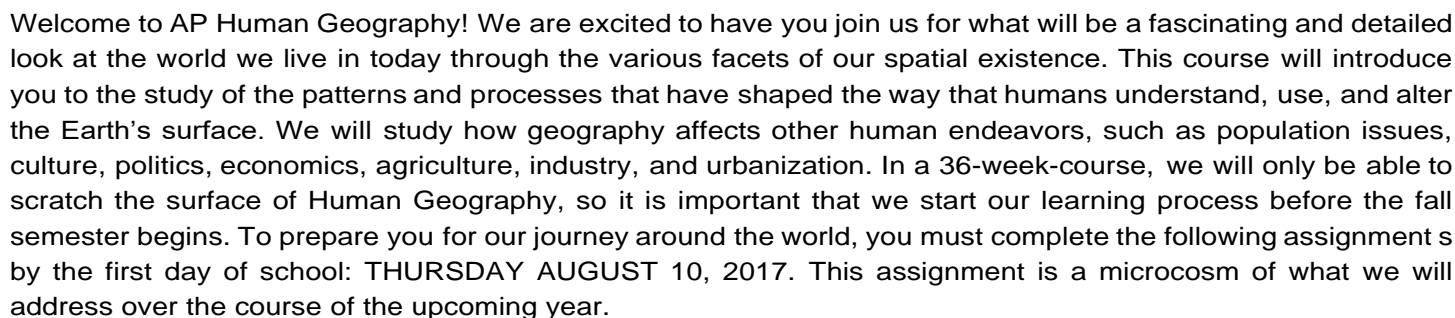 Welcome to AP Human Geography! We are excited to have you join us for what will be a fascinating and detailed
look at the world we live in today through the various facets of our spatial existence. This course will introduce
you to the study of the patterns and processes that have shaped the way that humans understand, use, and alter
the Earth's surface. We will study how geography affects other human endeavors, such as population issues,
culture, politics, economics, agriculture, industry, and urbanization. In a 36-week-course, we will only be able to
scratch the surface of Human Geography, so it is important that we start our learning process before the fall
semester begins. To prepare you for our journey around the world, you must complete the following assignment s
by the first day of school: THURSDAY AUGUST 10, 2017. This assignment is a microcosm of what we will
address over the course of the upcoming year.